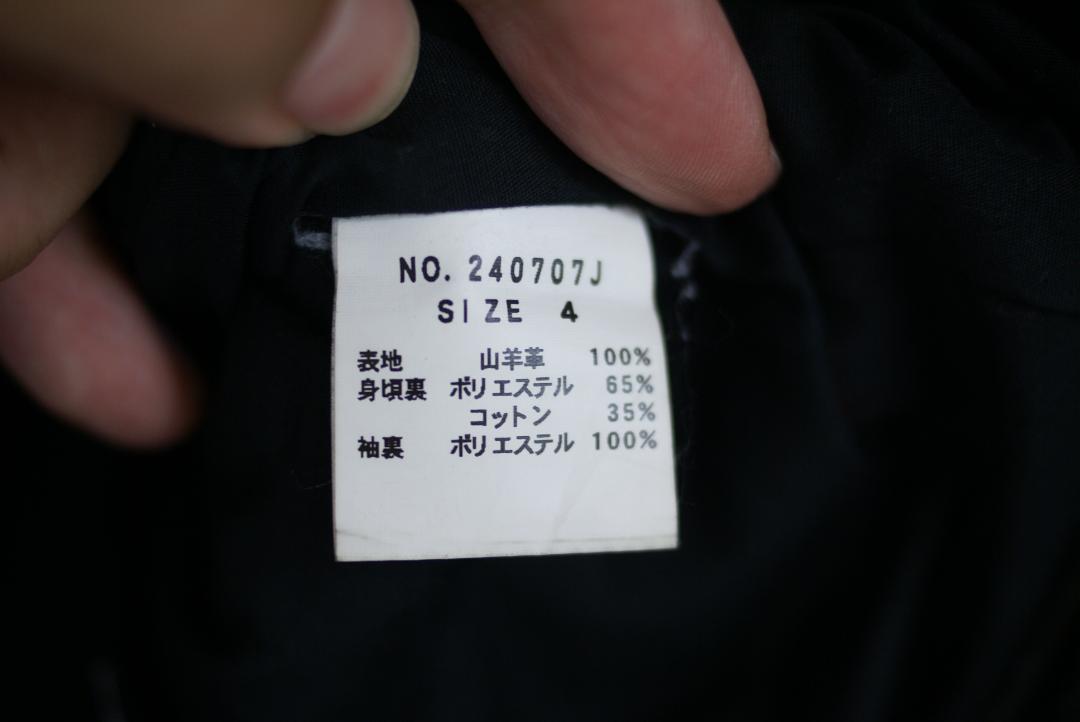 NO. 240707J
SIZE 4
表地 山羊革 100%
身頃裏 ポリエステル 65%
コットン 35%
袖裏 ポリエステル 100%